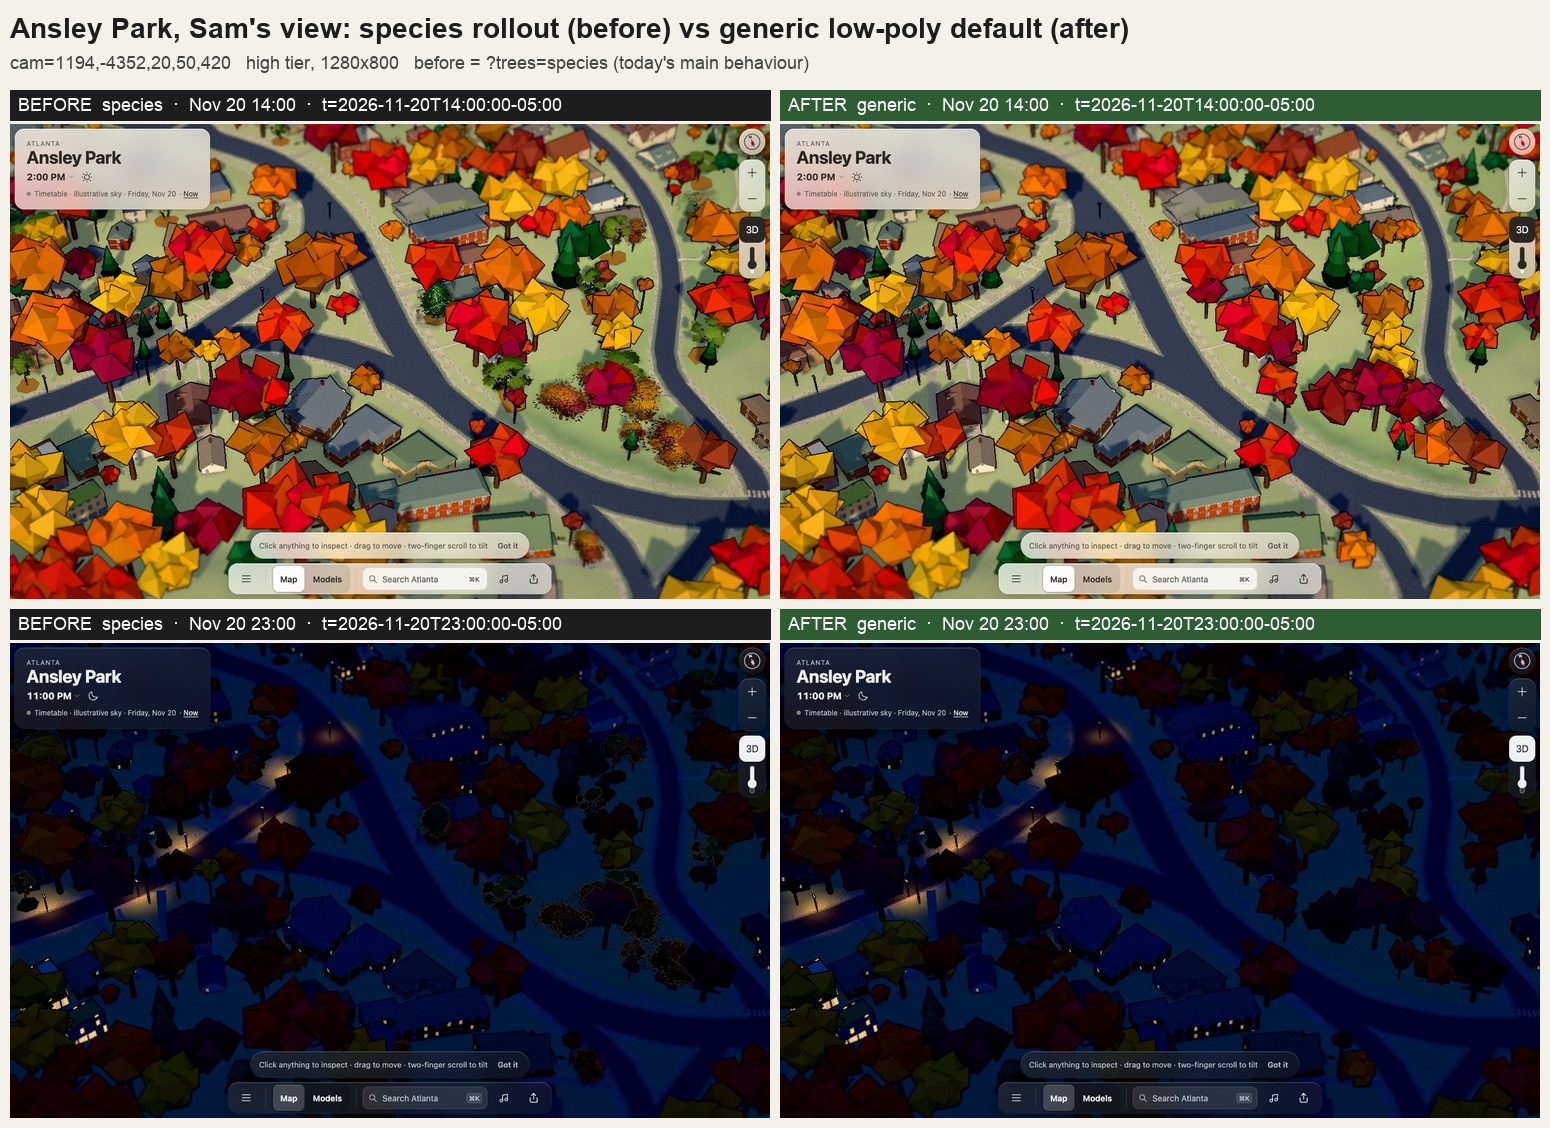 Ansley Park, Sam's view: species rollout (before) vs generic low-poly default (after)
cam=1194,-4352,20,50,420   high tier, 1280x800   before = ?trees=species (today's main behaviour)
BEFORE  species  ·  Nov 20 14:00  ·  t=2026-11-20T14:00:00-05:00
ATLANTA
Ansley Park
2:00 PM
Timetable · illustrative sky · Friday, Nov 20 · Now
+
−
3D
Click anything to inspect · drag to move · two-finger scroll to tilt   Got it
Map   Models   Search Atlanta   ⌘K
AFTER  generic  ·  Nov 20 14:00  ·  t=2026-11-20T14:00:00-05:00
ATLANTA
Ansley Park
2:00 PM
Timetable · illustrative sky · Friday, Nov 20 · Now
+
−
3D
Click anything to inspect · drag to move · two-finger scroll to tilt   Got it
Map   Models   Search Atlanta   ⌘K
BEFORE  species  ·  Nov 20 23:00  ·  t=2026-11-20T23:00:00-05:00
ATLANTA
Ansley Park
11:00 PM
Timetable · illustrative sky · Friday, Nov 20 · Now
+
−
3D
Click anything to inspect · drag to move · two-finger scroll to tilt   Got it
Map   Models   Search Atlanta   ⌘K
AFTER  generic  ·  Nov 20 23:00  ·  t=2026-11-20T23:00:00-05:00
ATLANTA
Ansley Park
11:00 PM
Timetable · illustrative sky · Friday, Nov 20 · Now
+
−
3D
Click anything to inspect · drag to move · two-finger scroll to tilt   Got it
Map   Models   Search Atlanta   ⌘K